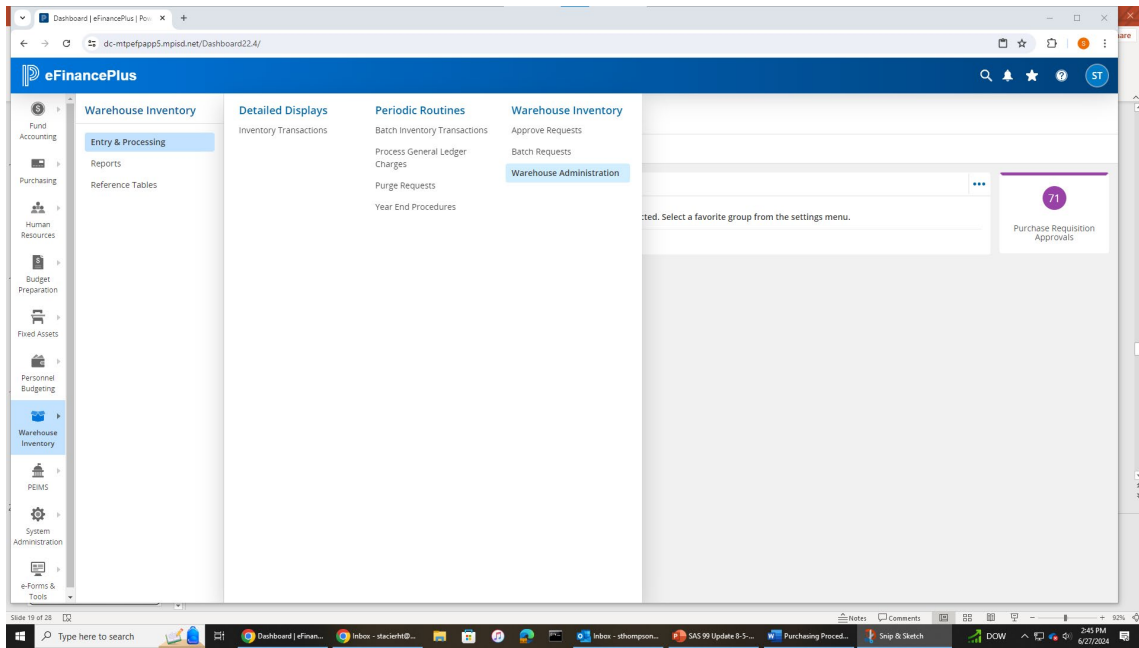 Dashboard | eFinancePlus | Pow
dc-mtpefpapp5.mpisd.net/Dashboard22.4/
S
are
eFinancePlus
ST
Fund
Accounting
Purchasing
Human
Resources
Budget
Preparation
Fixed Assets
Personnel
Budgeting
Warehouse
Inventory
PEIMS
System
Administration
e-Forms &
Tools
Warehouse Inventory
Entry & Processing
Reports
Reference Tables
Detailed Displays
Inventory Transactions
Periodic Routines
Batch Inventory Transactions
Process General Ledger
Charges
Purge Requests
Year End Procedures
Warehouse Inventory
Approve Requests
Batch Requests
Warehouse Administration
cted. Select a favorite group from the settings menu.
71
Purchase Requisition
Approvals
Slide 19 of 28
Notes
Comments
92%
Type here to search
Dashboard | eFinan...
Inbox - stacierht@...
Inbox - sthompson...
SAS 99 Update 8-5-...
Purchasing Proced...
Snip & Sketch
DOW
2:45 PM
6/27/2024